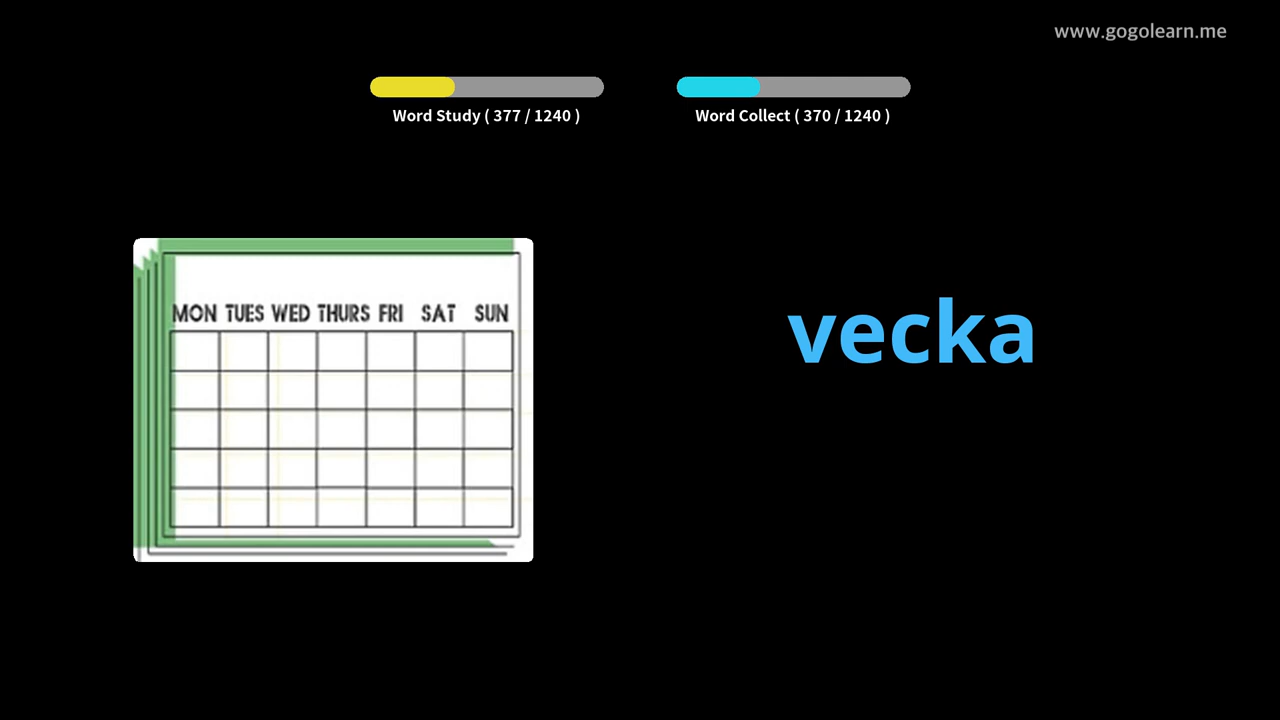 www.gogolearn.me
Word Study ( 377 / 1240 )
Word Collect ( 370 / 1240 )
MON TUES WED THURS FRI SAT SUN
vecka